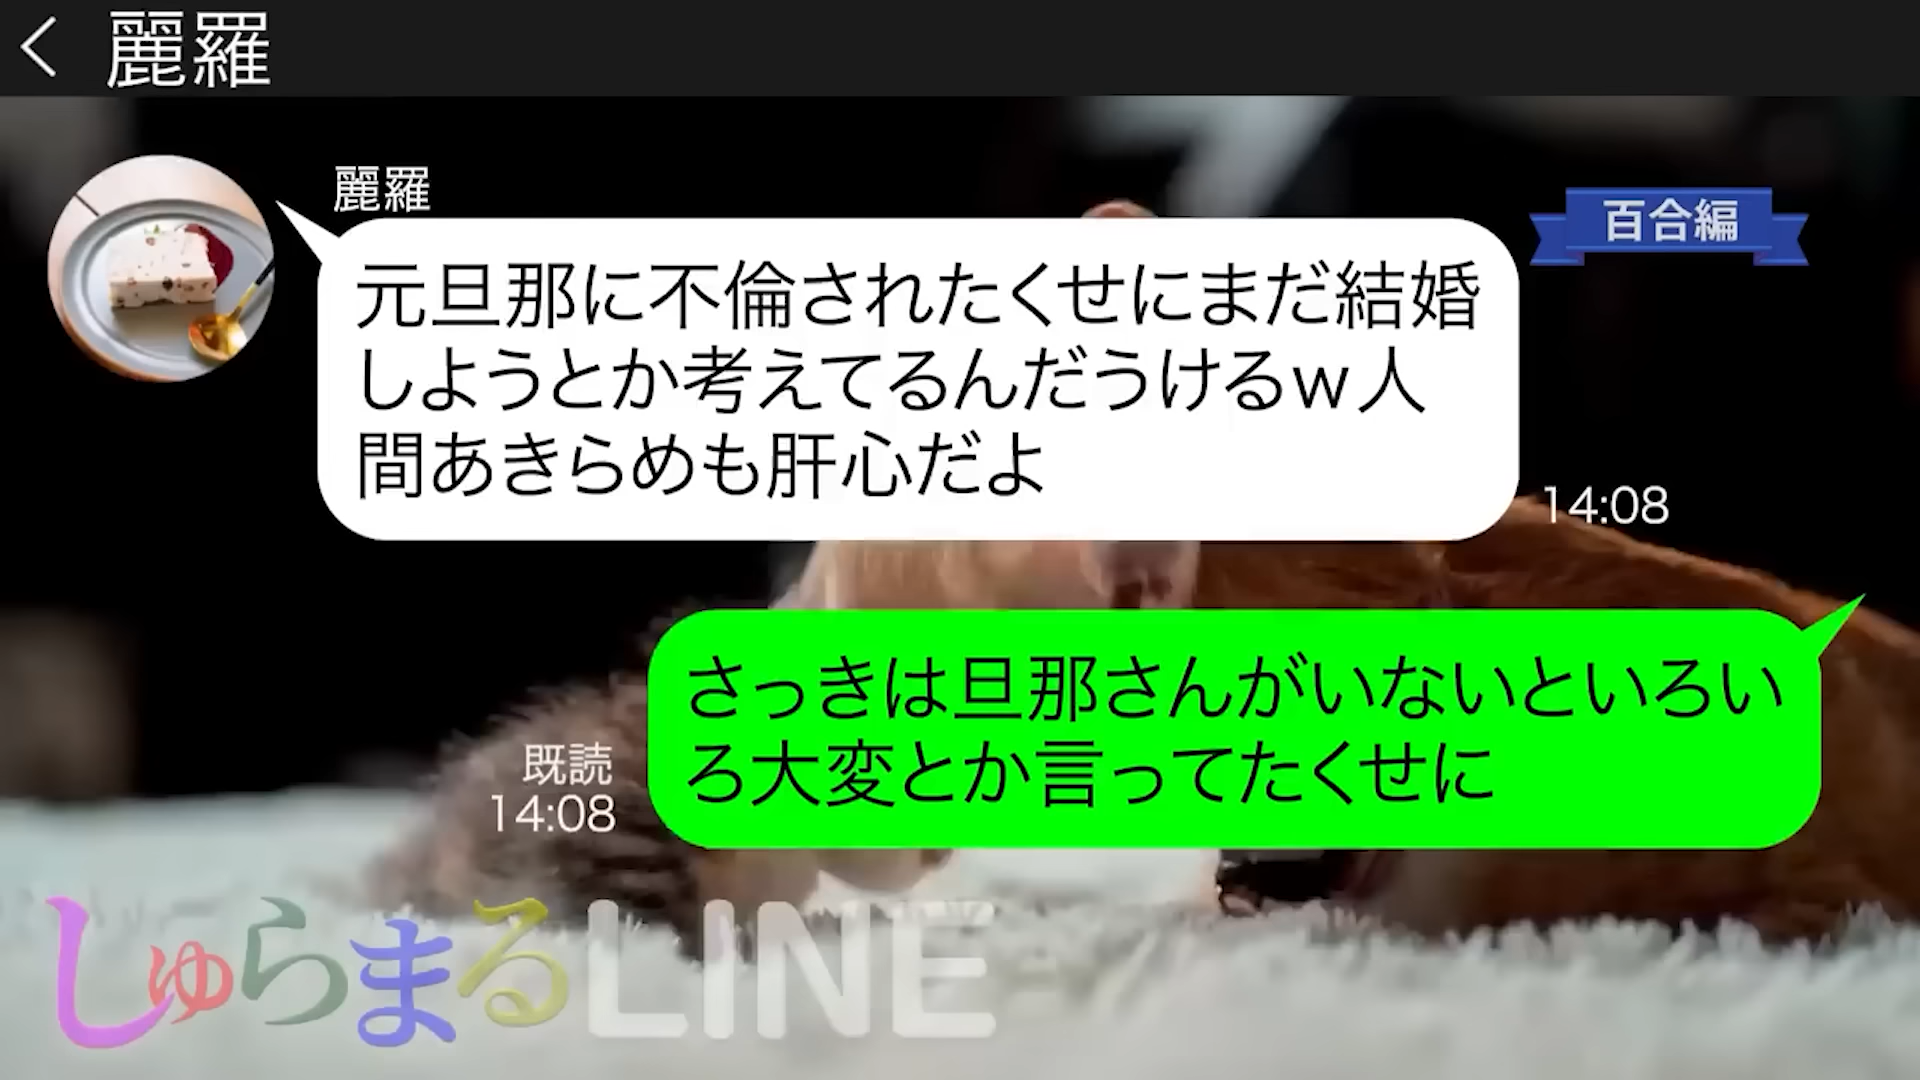 麗羅
麗羅
百合編
元旦那に不倫されたくせにまだ結婚
しようとか考えてるんだうけるｗ人
間あきらめも肝心だよ
14:08
さっきは旦那さんがいないといろい
ろ大変とか言ってたくせに
既読
14:08
しゅらまるLINE